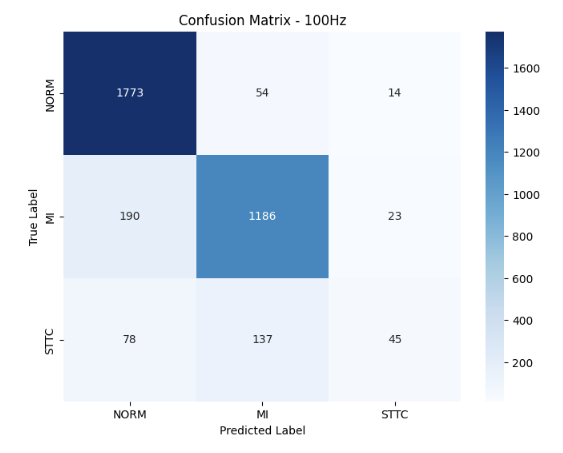 Confusion Matrix - 100Hz
True Label
NORM 1773 54 14
MI 190 1186 23
STTC 78 137 45
NORM MI STTC
Predicted Label
1600
1400
1200
1000
800
600
400
200